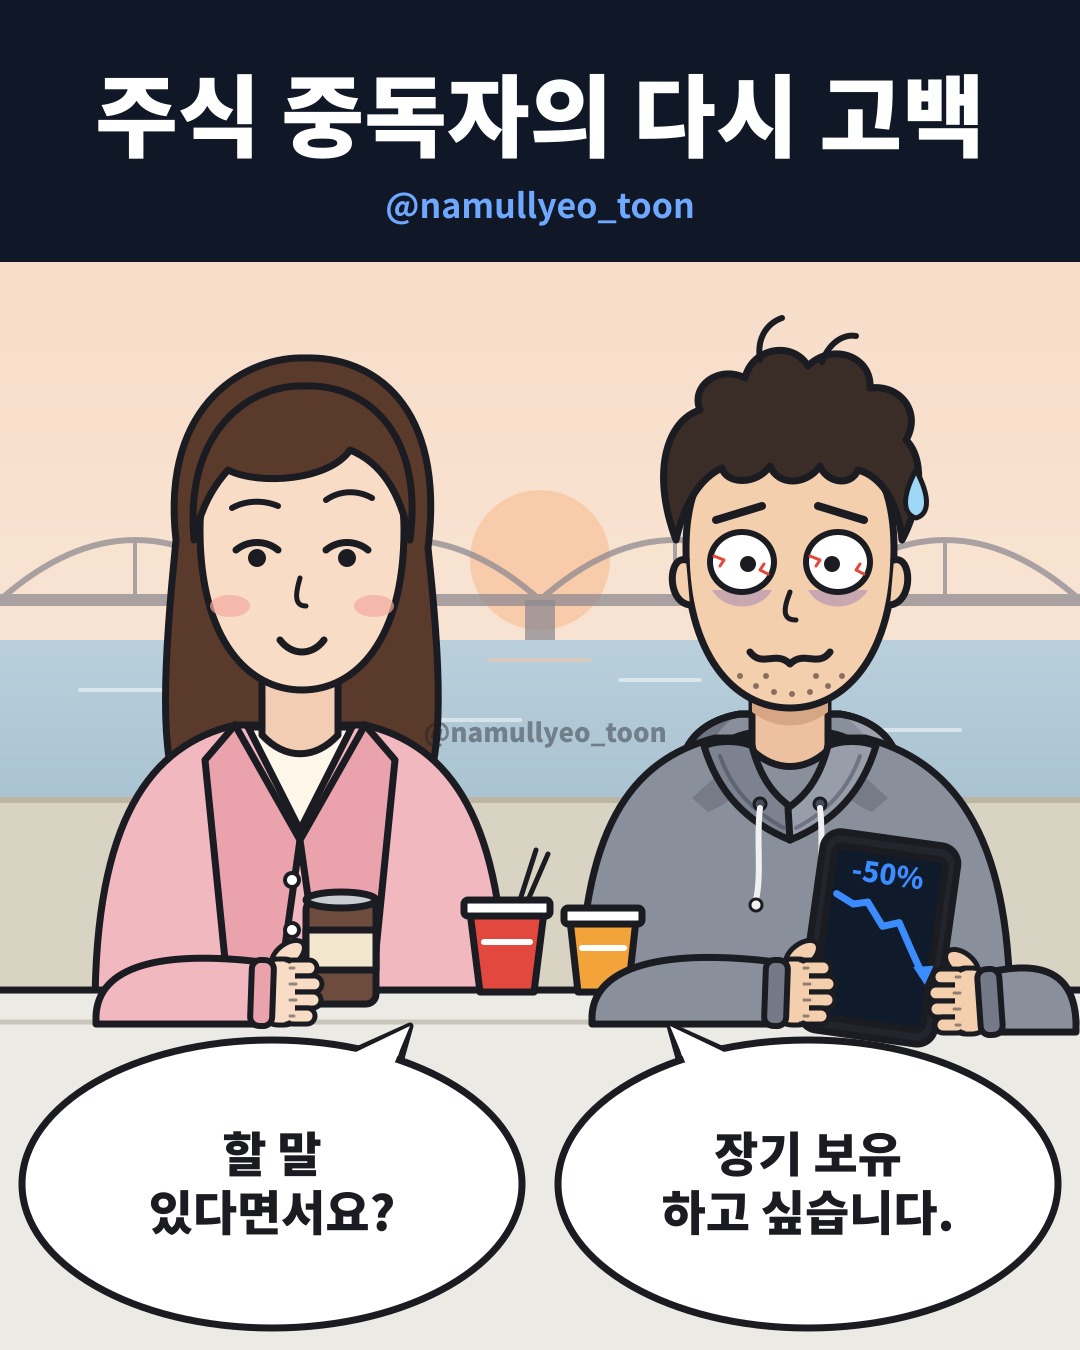 주식 중독자의 다시 고백
@namullyeo_toon
@namullyeo_toon
-50%
할 말
있다면서요?
장기 보유
하고 싶습니다.